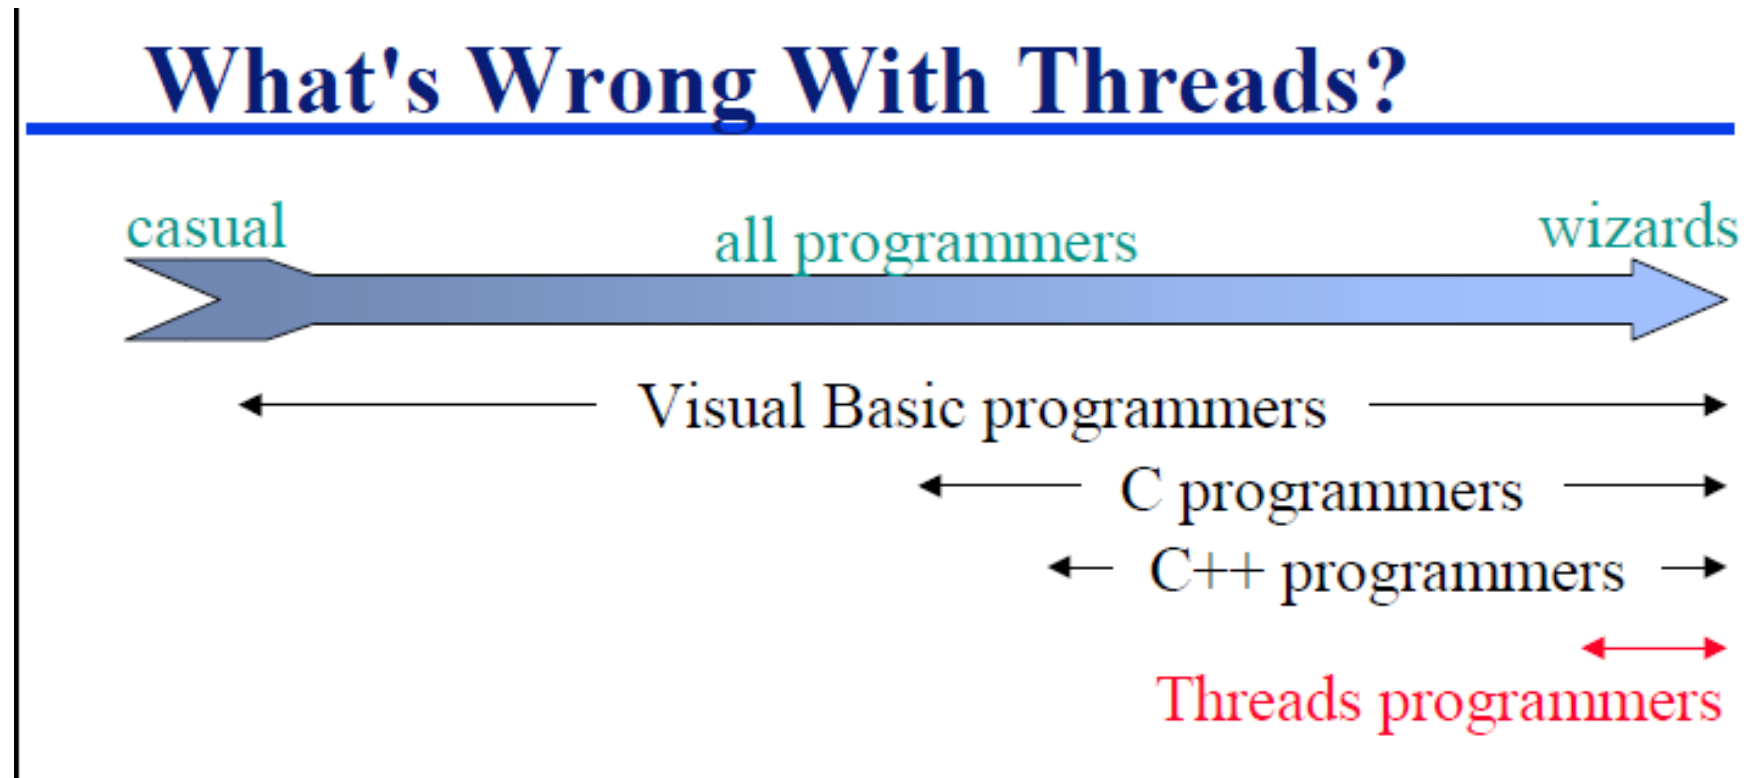 What's Wrong With Threads?
casual all programmers wizards
Visual Basic programmers
C programmers
C++ programmers
Threads programmers